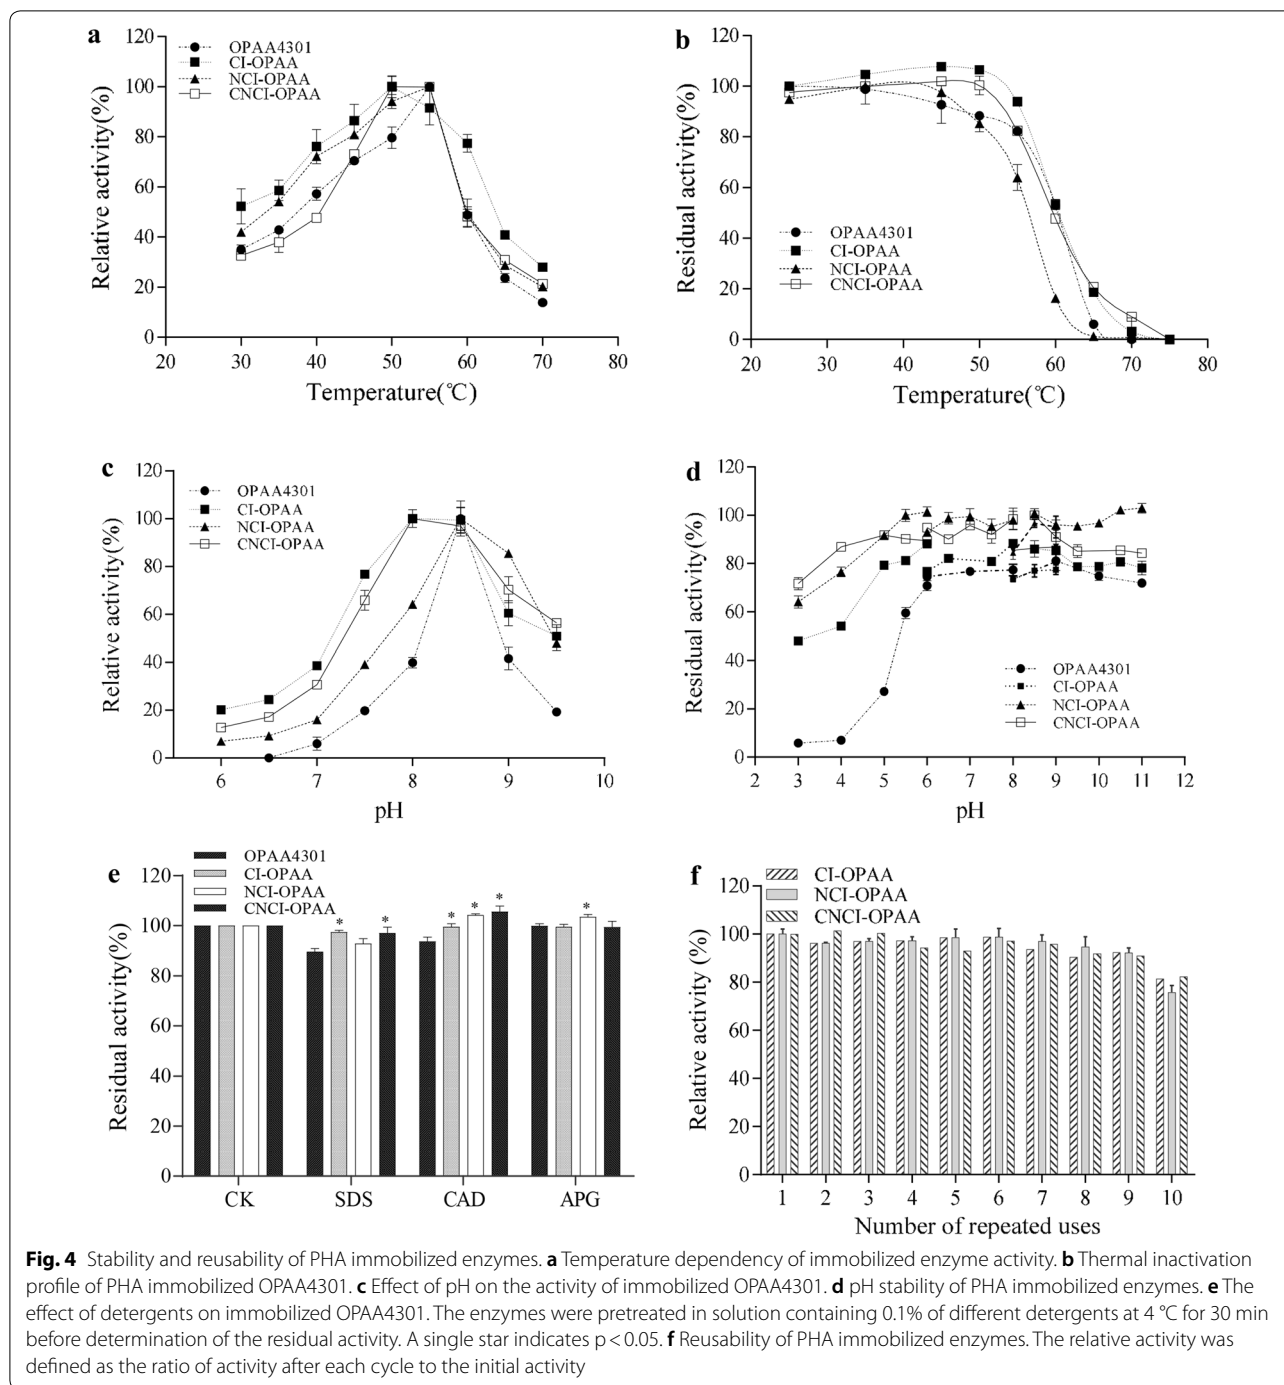 a
120
100
80
60
40
20
0
Relative activity(%)
OPAA4301
CI-OPAA
NCI-OPAA
CNCI-OPAA
20 30 40 50 60 70 80
Temperature(℃)
b
120
100
80
60
40
20
0
Residual activity(%)
OPAA4301
CI-OPAA
NCI-OPAA
CNCI-OPAA
20 30 40 50 60 70 80
Temperature(℃)
c
120
100
80
60
40
20
0
Relative activity(%)
OPAA4301
CI-OPAA
NCI-OPAA
CNCI-OPAA
6 7 8 9 10
pH
d
120
100
80
60
40
20
0
Residual activity(%)
OPAA4301
CI-OPAA
NCI-OPAA
CNCI-OPAA
2 3 4 5 6 7 8 9 10 11 12
pH
e
OPAA4301
CI-OPAA
NCI-OPAA
CNCI-OPAA
120
100
80
60
40
20
0
Residual activity(%)
* * * * * *
CK SDS CAD APG
f
CI-OPAA
NCI-OPAA
CNCI-OPAA
120
100
80
60
40
20
0
Relative activity (%)
1 2 3 4 5 6 7 8 9 10
Number of repeated uses
Fig. 4 Stability and reusability of PHA immobilized enzymes. a Temperature dependency of immobilized enzyme activity. b Thermal inactivation
profile of PHA immobilized OPAA4301. c Effect of pH on the activity of immobilized OPAA4301. d pH stability of PHA immobilized enzymes. e The
effect of detergents on immobilized OPAA4301. The enzymes were pretreated in solution containing 0.1% of different detergents at 4 °C for 30 min
before determination of the residual activity. A single star indicates p < 0.05. f Reusability of PHA immobilized enzymes. The relative activity was
defined as the ratio of activity after each cycle to the initial activity